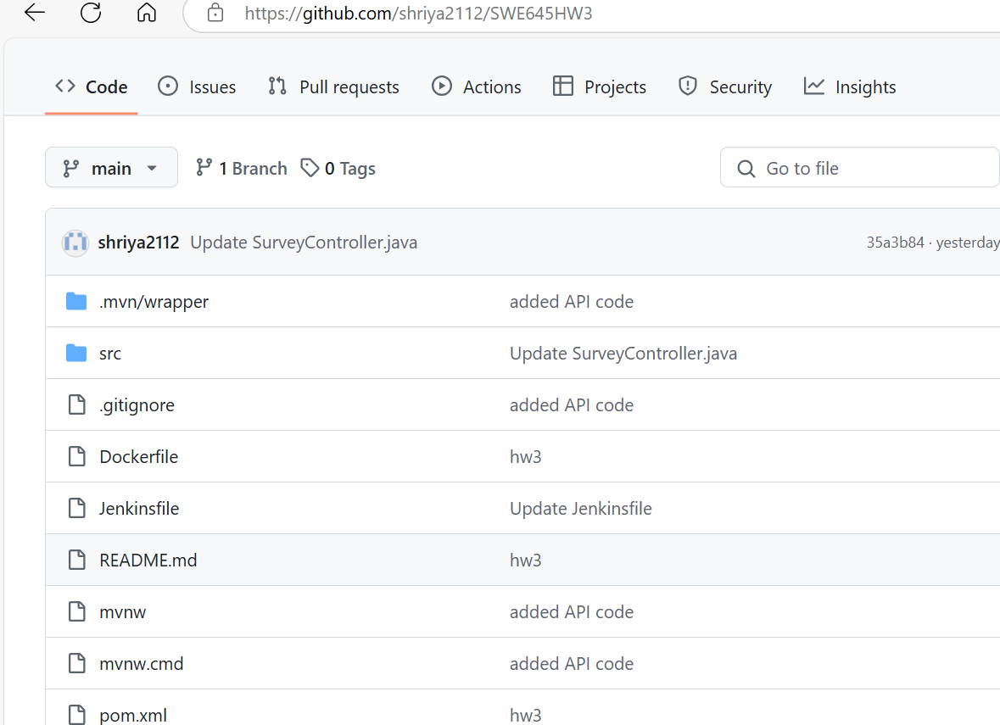 https://github.com/shriya2112/SWE645HW3
Code Issues Pull requests Actions Projects Security Insights
main 1 Branch 0 Tags Go to file
shriya2112 Update SurveyController.java 35a3b84 · yesterday
.mvn/wrapper added API code
src Update SurveyController.java
.gitignore added API code
Dockerfile hw3
Jenkinsfile Update Jenkinsfile
README.md hw3
mvnw added API code
mvnw.cmd added API code
pom.xml hw3